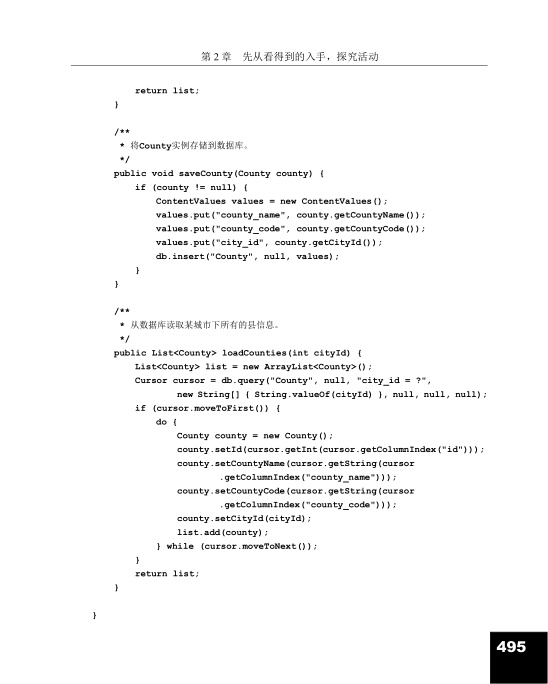 第 2 章 先从看得到的入手，探究活动
return list;
}
/**
* 将County实例存储到数据库。
*/
public void saveCounty(County county) {
if (county != null) {
ContentValues values = new ContentValues();
values.put("county_name", county.getCountyName());
values.put("county_code", county.getCountyCode());
values.put("city_id", county.getCityId());
db.insert("County", null, values);
}
}
/**
* 从数据库读取某城市下所有的县信息。
*/
public List<County> loadCounties(int cityId) {
List<County> list = new ArrayList<County>();
Cursor cursor = db.query("County", null, "city_id = ?",
new String[] { String.valueOf(cityId) }, null, null, null);
if (cursor.moveToFirst()) {
do {
County county = new County();
county.setId(cursor.getInt(cursor.getColumnIndex("id")));
county.setCountyName(cursor.getString(cursor
.getColumnIndex("county_name")));
county.setCountyCode(cursor.getString(cursor
.getColumnIndex("county_code")));
county.setCityId(cityId);
list.add(county);
} while (cursor.moveToNext());
}
return list;
}
}
495